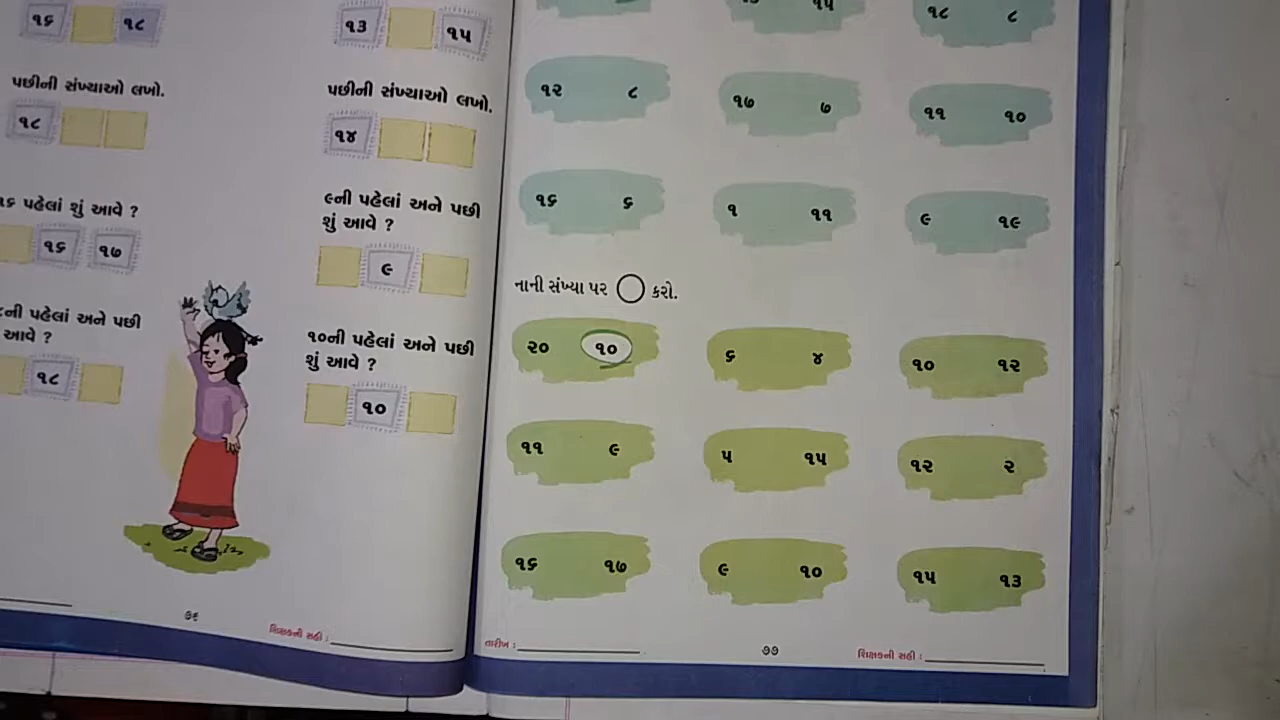 ૧૬ ૧૮
૧૩ ૧૫
પછીની સંખ્યાઓ લખો.
૧૮
પછીની સંખ્યાઓ લખો.
૧૪
૧૬ પહેલાં શું આવે ?
૧૬ ૧૭
૯ની પહેલાં અને પછી
શું આવે ?
૯
ની પહેલાં અને પછી
આવે ?
૧૮
૧૦ની પહેલાં અને પછી
શું આવે ?
૧૦
૭૬
શિક્ષકની સહી :
૧૮ ૮
૧૨ ૮ ૧૭ ૭ ૧૧ ૧૦
૧૬ ૬ ૧ ૧૧ ૯ ૧૯
નાની સંખ્યા પર કરો.
૨૦ ૧૦ ૬ ૪ ૧૦ ૧૨
૧૧ ૯ ૫ ૧૫ ૧૨ ૨
૧૬ ૧૭ ૯ ૧૦ ૧૫ ૧૩
તારીખ : ૭૭ શિક્ષકની સહી :